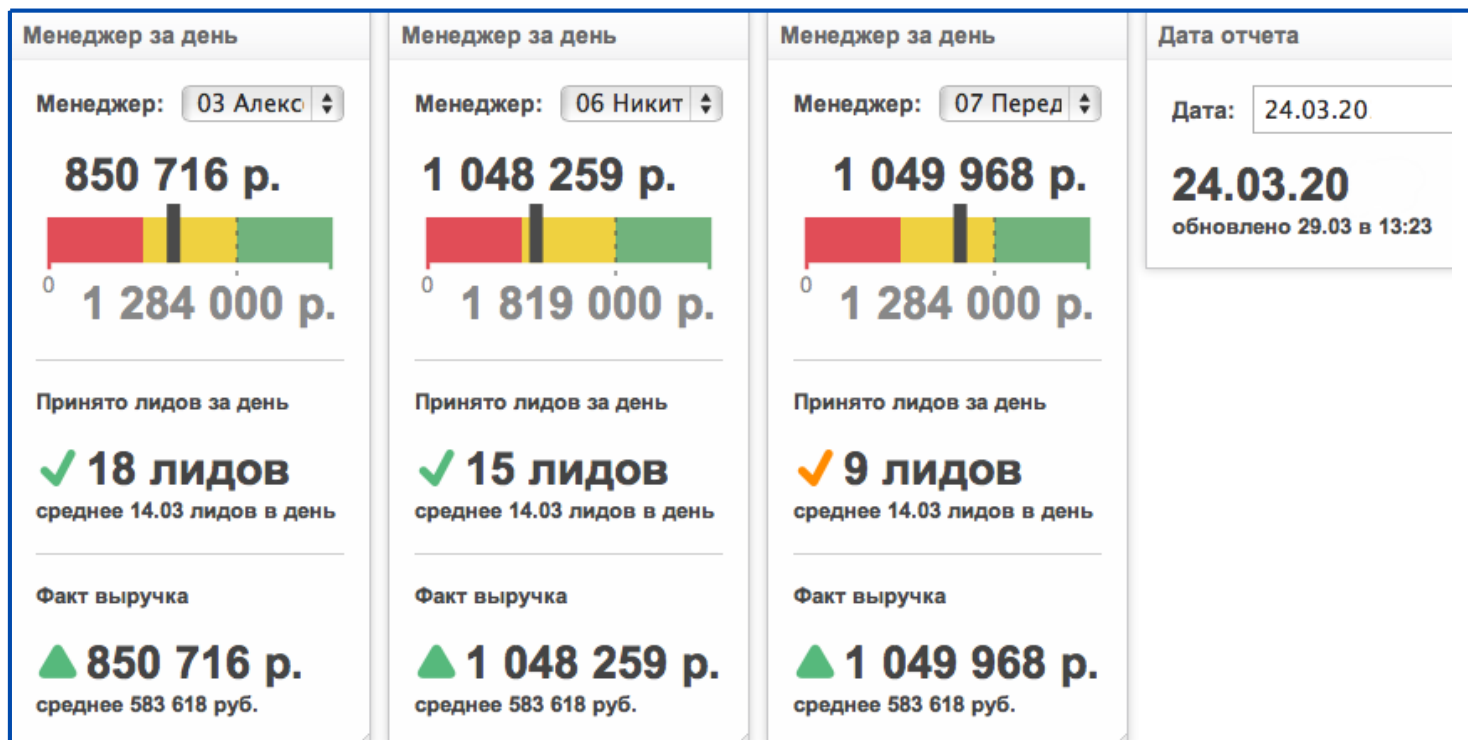 Менеджер за день
Менеджер: 03 Алекс
850 716 р.
0
1 284 000 р.
Принято лидов за день
18 лидов
среднее 14.03 лидов в день
Факт выручка
850 716 р.
среднее 583 618 руб.
Менеджер за день
Менеджер: 06 Никит
1 048 259 р.
0
1 819 000 р.
Принято лидов за день
15 лидов
среднее 14.03 лидов в день
Факт выручка
1 048 259 р.
среднее 583 618 руб.
Менеджер за день
Менеджер: 07 Перед
1 049 968 р.
0
1 284 000 р.
Принято лидов за день
9 лидов
среднее 14.03 лидов в день
Факт выручка
1 049 968 р.
среднее 583 618 руб.
Дата отчета
Дата: 24.03.20
24.03.20
обновлено 29.03 в 13:23